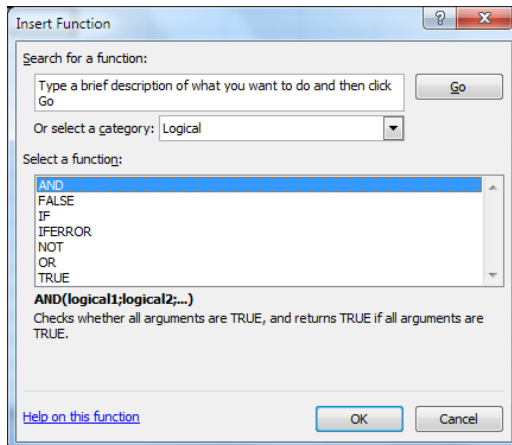 Insert Function
?
X
Search for a function:
Type a brief description of what you want to do and then click
Go
Go
Or select a category: Logical
Select a function:
AND
FALSE
IF
IFERROR
NOT
OR
TRUE
AND(logical1;logical2;...)
Checks whether all arguments are TRUE, and returns TRUE if all arguments are
TRUE.
Help on this function
OK
Cancel